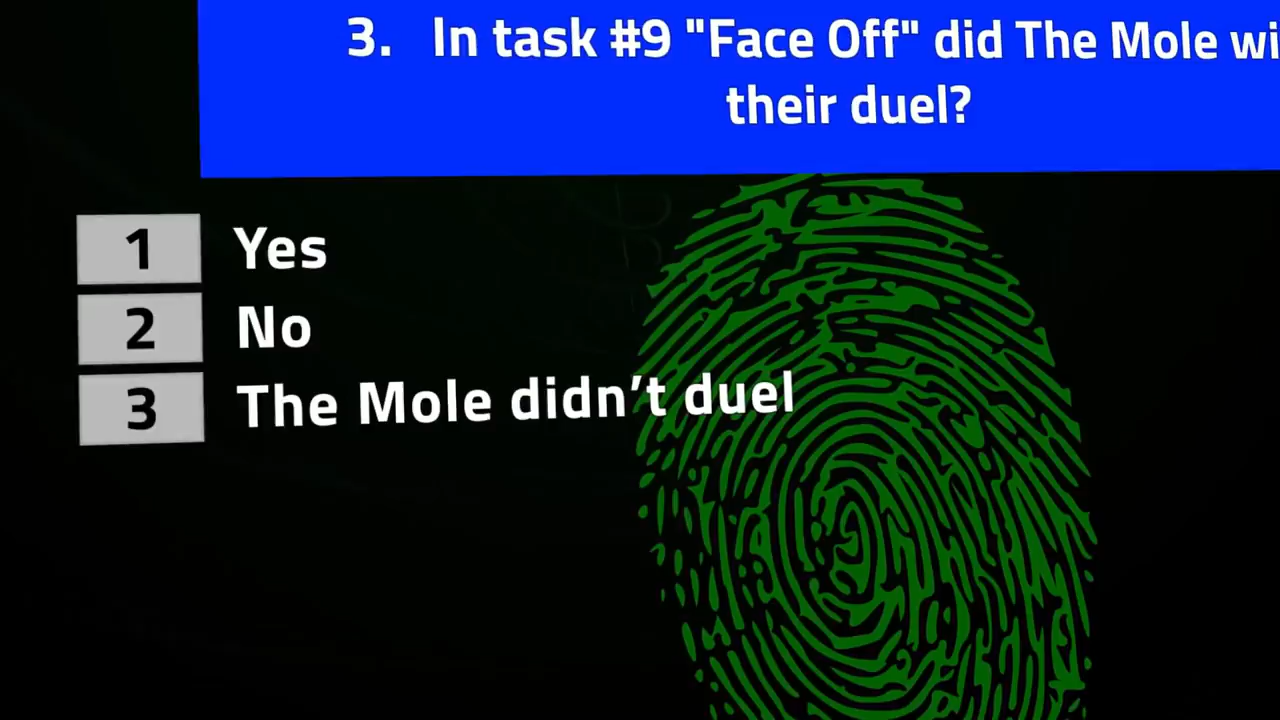 3. In task #9 "Face Off" did The Mole wi
their duel?
1 Yes
2 No
3 The Mole didn’t duel